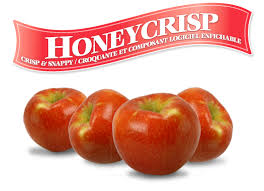 HONEYCRISP
CRISP & SNAPPY / CROQUANTE ET COMPOSANT LOGICIEL ENFICHABLE